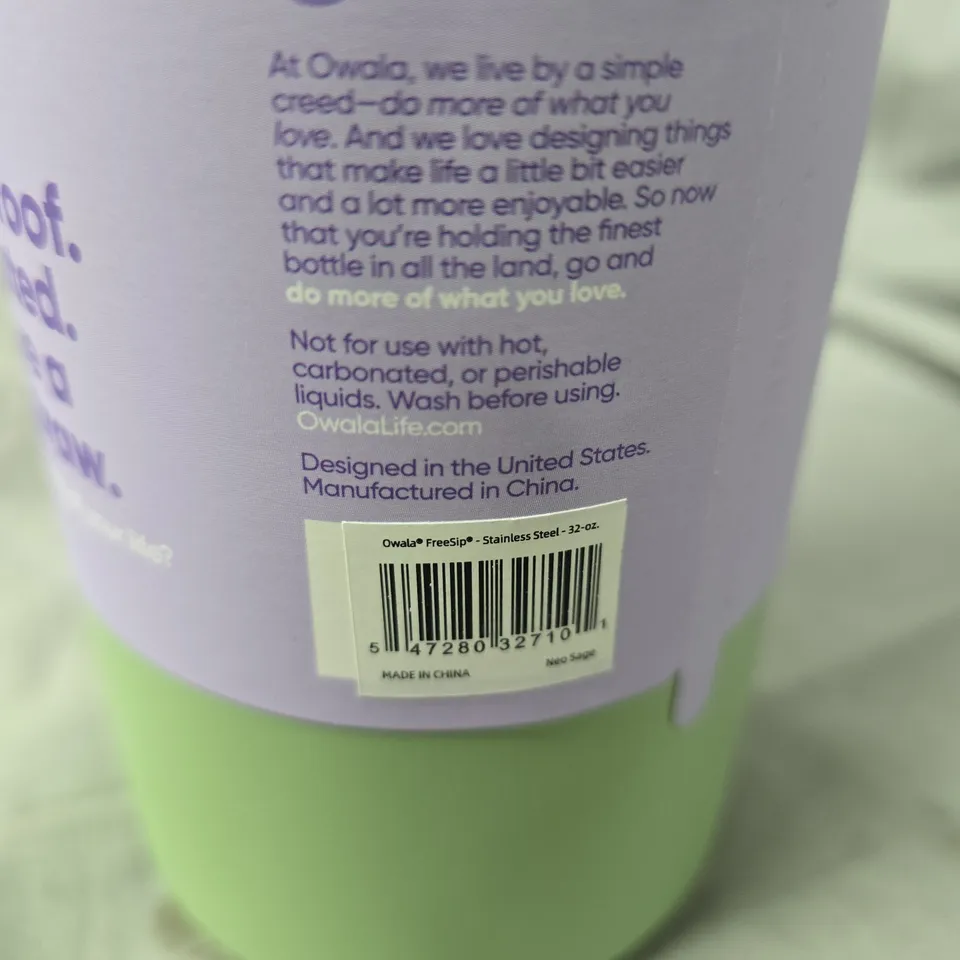 At Owala, we live by a simple
creed—do more of what you
love. And we love designing things
that make life a little bit easier
and a lot more enjoyable. So now
that you're holding the finest
bottle in all the land, go and
do more of what you love.
Not for use with hot,
carbonated, or perishable
liquids. Wash before using.
OwalaLife.com
Designed in the United States.
Manufactured in China.
Owala® FreeSip® - Stainless Steel - 32-oz.
5 47280 32710 1
MADE IN CHINA
Neo Sage
a